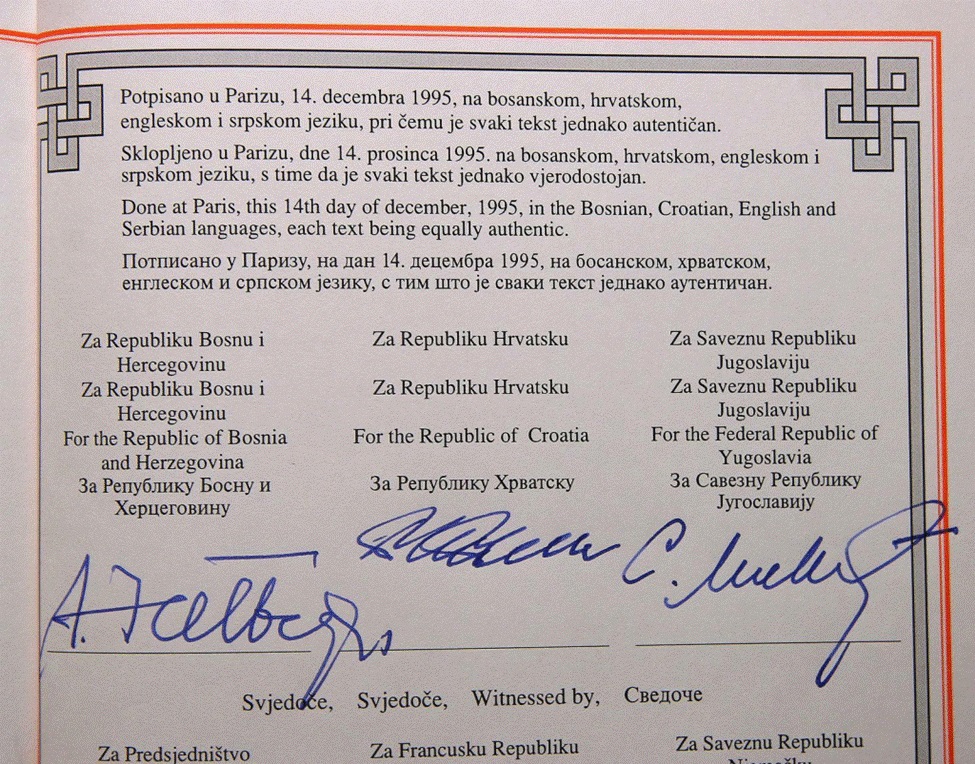 Potpisano u Parizu, 14. decembra 1995, na bosanskom, hrvatskom,
engleskom i srpskom jeziku, pri čemu je svaki tekst jednako autentičan.
Sklopljeno u Parizu, dne 14. prosinca 1995. na bosanskom, hrvatskom, engleskom i
srpskom jeziku, s time da je svaki tekst jednako vjerodostojan.
Done at Paris, this 14th day of december, 1995, in the Bosnian, Croatian, English and
Serbian languages, each text being equally authentic.
Потписано у Паризу, на дан 14. децембра 1995, на босанском, хрватском,
енглеском и српском језику, с тим што је сваки текст једнако аутентичан.
Za Republiku Bosnu i
Hercegovinu
Za Republiku Bosnu i
Hercegovinu
For the Republic of Bosnia
and Herzegovina
За Републику Босну и
Херцеговину
Za Republiku Hrvatsku
Za Republiku Hrvatsku
For the Republic of Croatia
За Републику Хрватску
Za Saveznu Republiku
Jugoslaviju
Za Saveznu Republiku
Jugoslaviju
For the Federal Republic of
Yugoslavia
За Савезну Републику
Југославију
Svjedoče, Svjedoče, Witnessed by, Сведоче
Za Predsjedništvo
Za Francusku Republiku
Za Saveznu Republiku
Njemačku